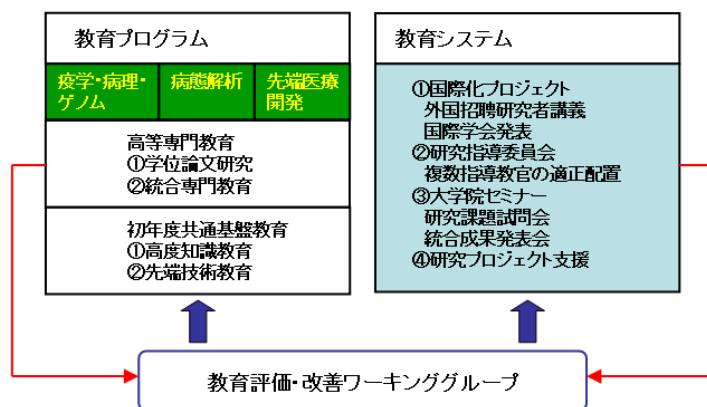 教育プログラム
疫学・病理・
ゲノム
病態解析
先端医療
開発
高等専門教育
①学位論文研究
②統合専門教育
初年度共通基盤教育
①高度知識教育
②先端技術教育
教育システム
①国際化プロジェクト
外国招聘研究者講義
国際学会発表
②研究指導委員会
複数指導教官の適正配置
③大学院セミナー
研究課題試問会
統合成果発表会
④研究プロジェクト支援
教育評価・改善ワーキンググループ